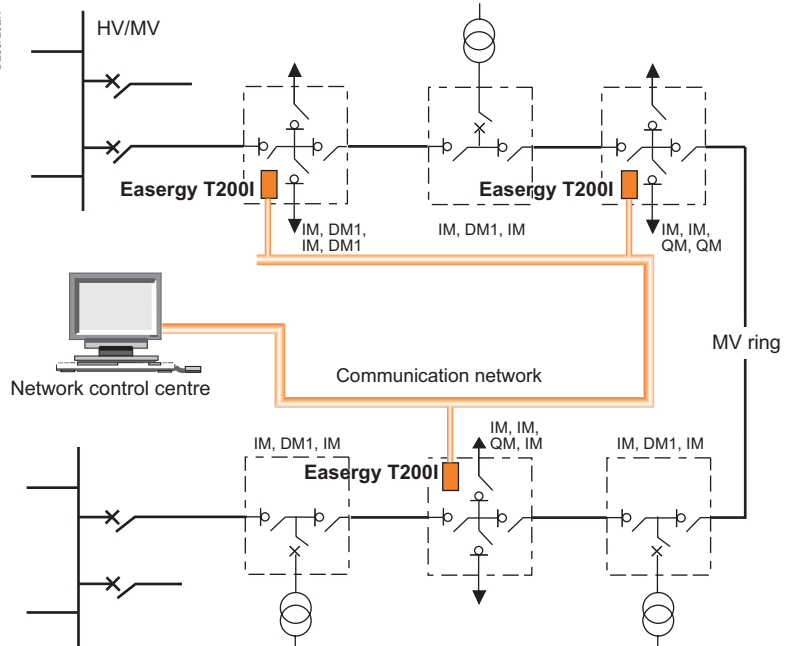 HV/MV
Easergy T200I
Easergy T200I
IM, DM1,
IM, DM1
IM, DM1, IM
IM, IM,
QM, QM
MV ring
Network control centre
Communication network
IM, DM1, IM
IM, IM,
QM, IM
IM, DM1, IM
Easergy T200I